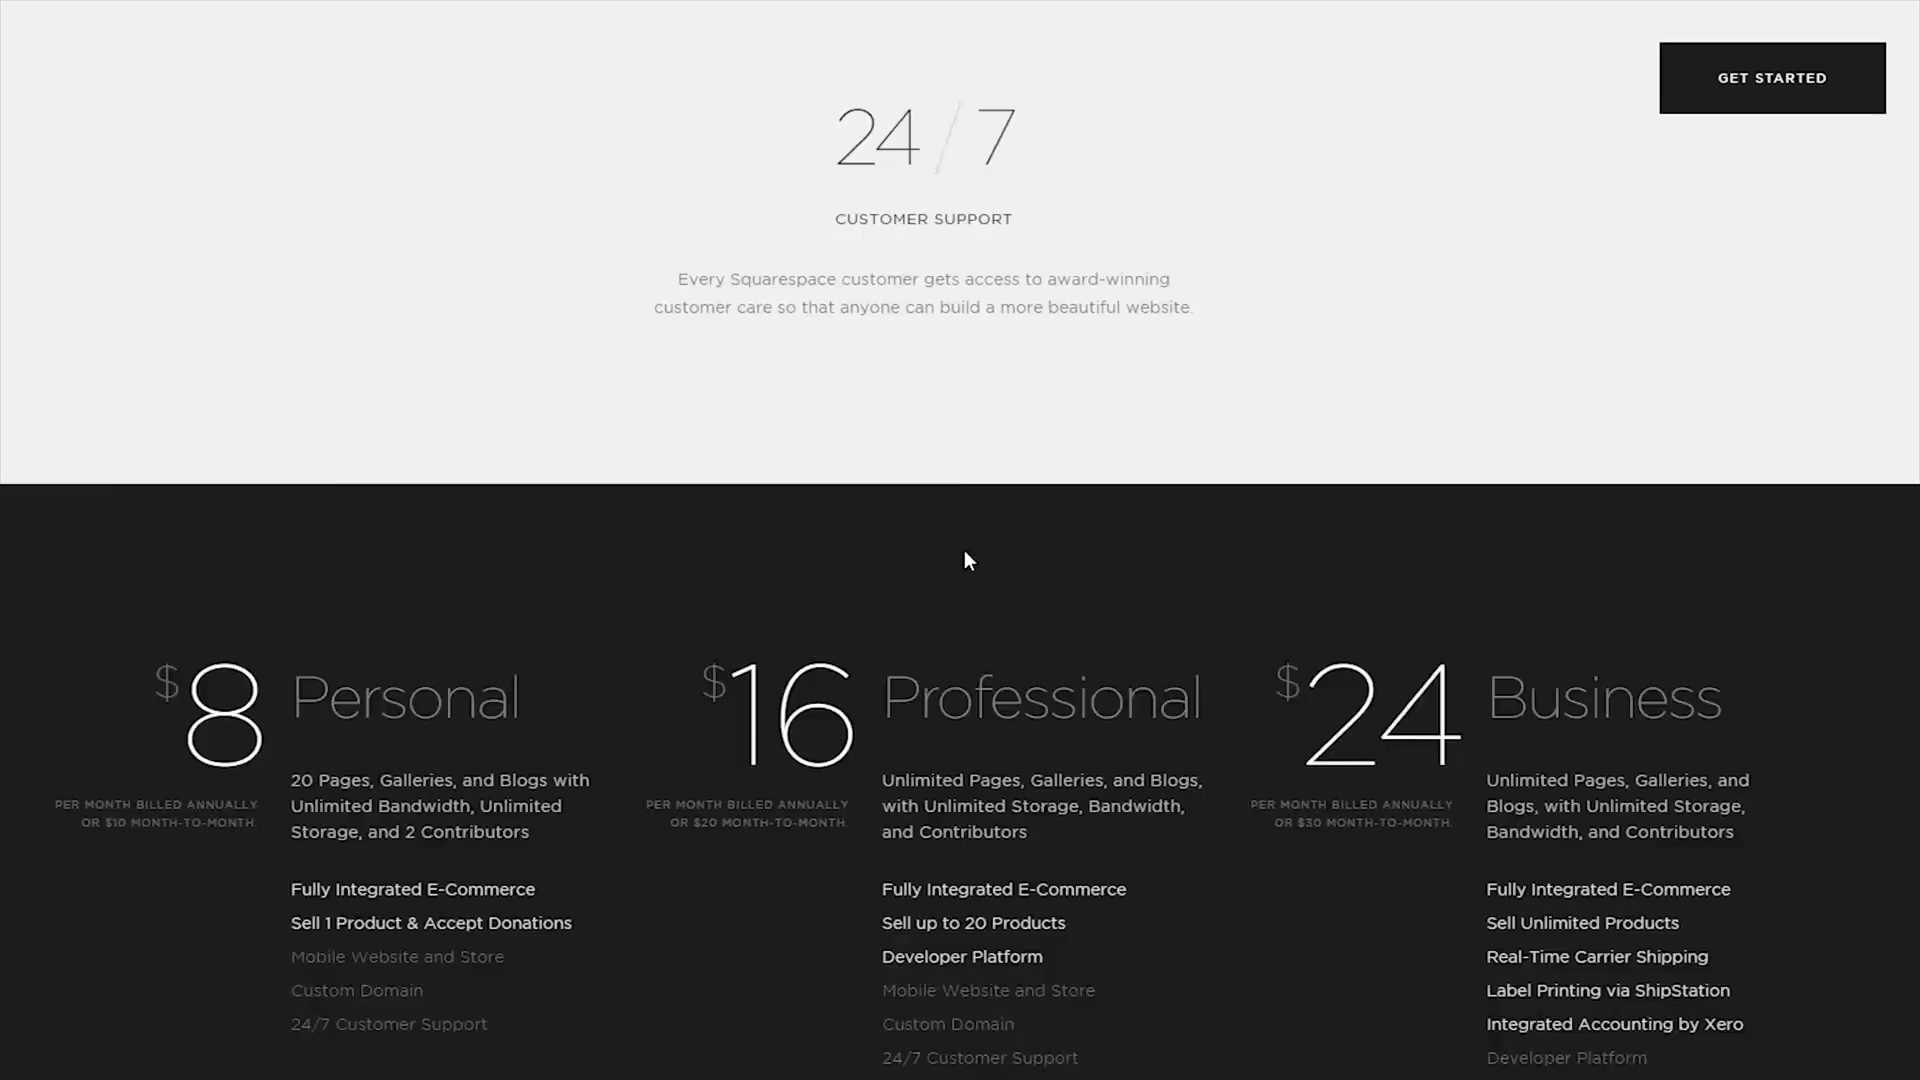 GET STARTED
24/7
CUSTOMER SUPPORT
Every Squarespace customer gets access to award-winning
customer care so that anyone can build a more beautiful website.
$8 Personal
PER MONTH BILLED ANNUALLY
OR $10 MONTH-TO-MONTH.
20 Pages, Galleries, and Blogs with
Unlimited Bandwidth, Unlimited
Storage, and 2 Contributors
Fully Integrated E-Commerce
Sell 1 Product & Accept Donations
Mobile Website and Store
Custom Domain
24/7 Customer Support
$16 Professional
PER MONTH BILLED ANNUALLY
OR $20 MONTH-TO-MONTH.
Unlimited Pages, Galleries, and Blogs,
with Unlimited Storage, Bandwidth,
and Contributors
Fully Integrated E-Commerce
Sell up to 20 Products
Developer Platform
Mobile Website and Store
Custom Domain
24/7 Customer Support
$24 Business
PER MONTH BILLED ANNUALLY
OR $30 MONTH-TO-MONTH.
Unlimited Pages, Galleries, and
Blogs, with Unlimited Storage,
Bandwidth, and Contributors
Fully Integrated E-Commerce
Sell Unlimited Products
Real-Time Carrier Shipping
Label Printing via ShipStation
Integrated Accounting by Xero
Developer Platform